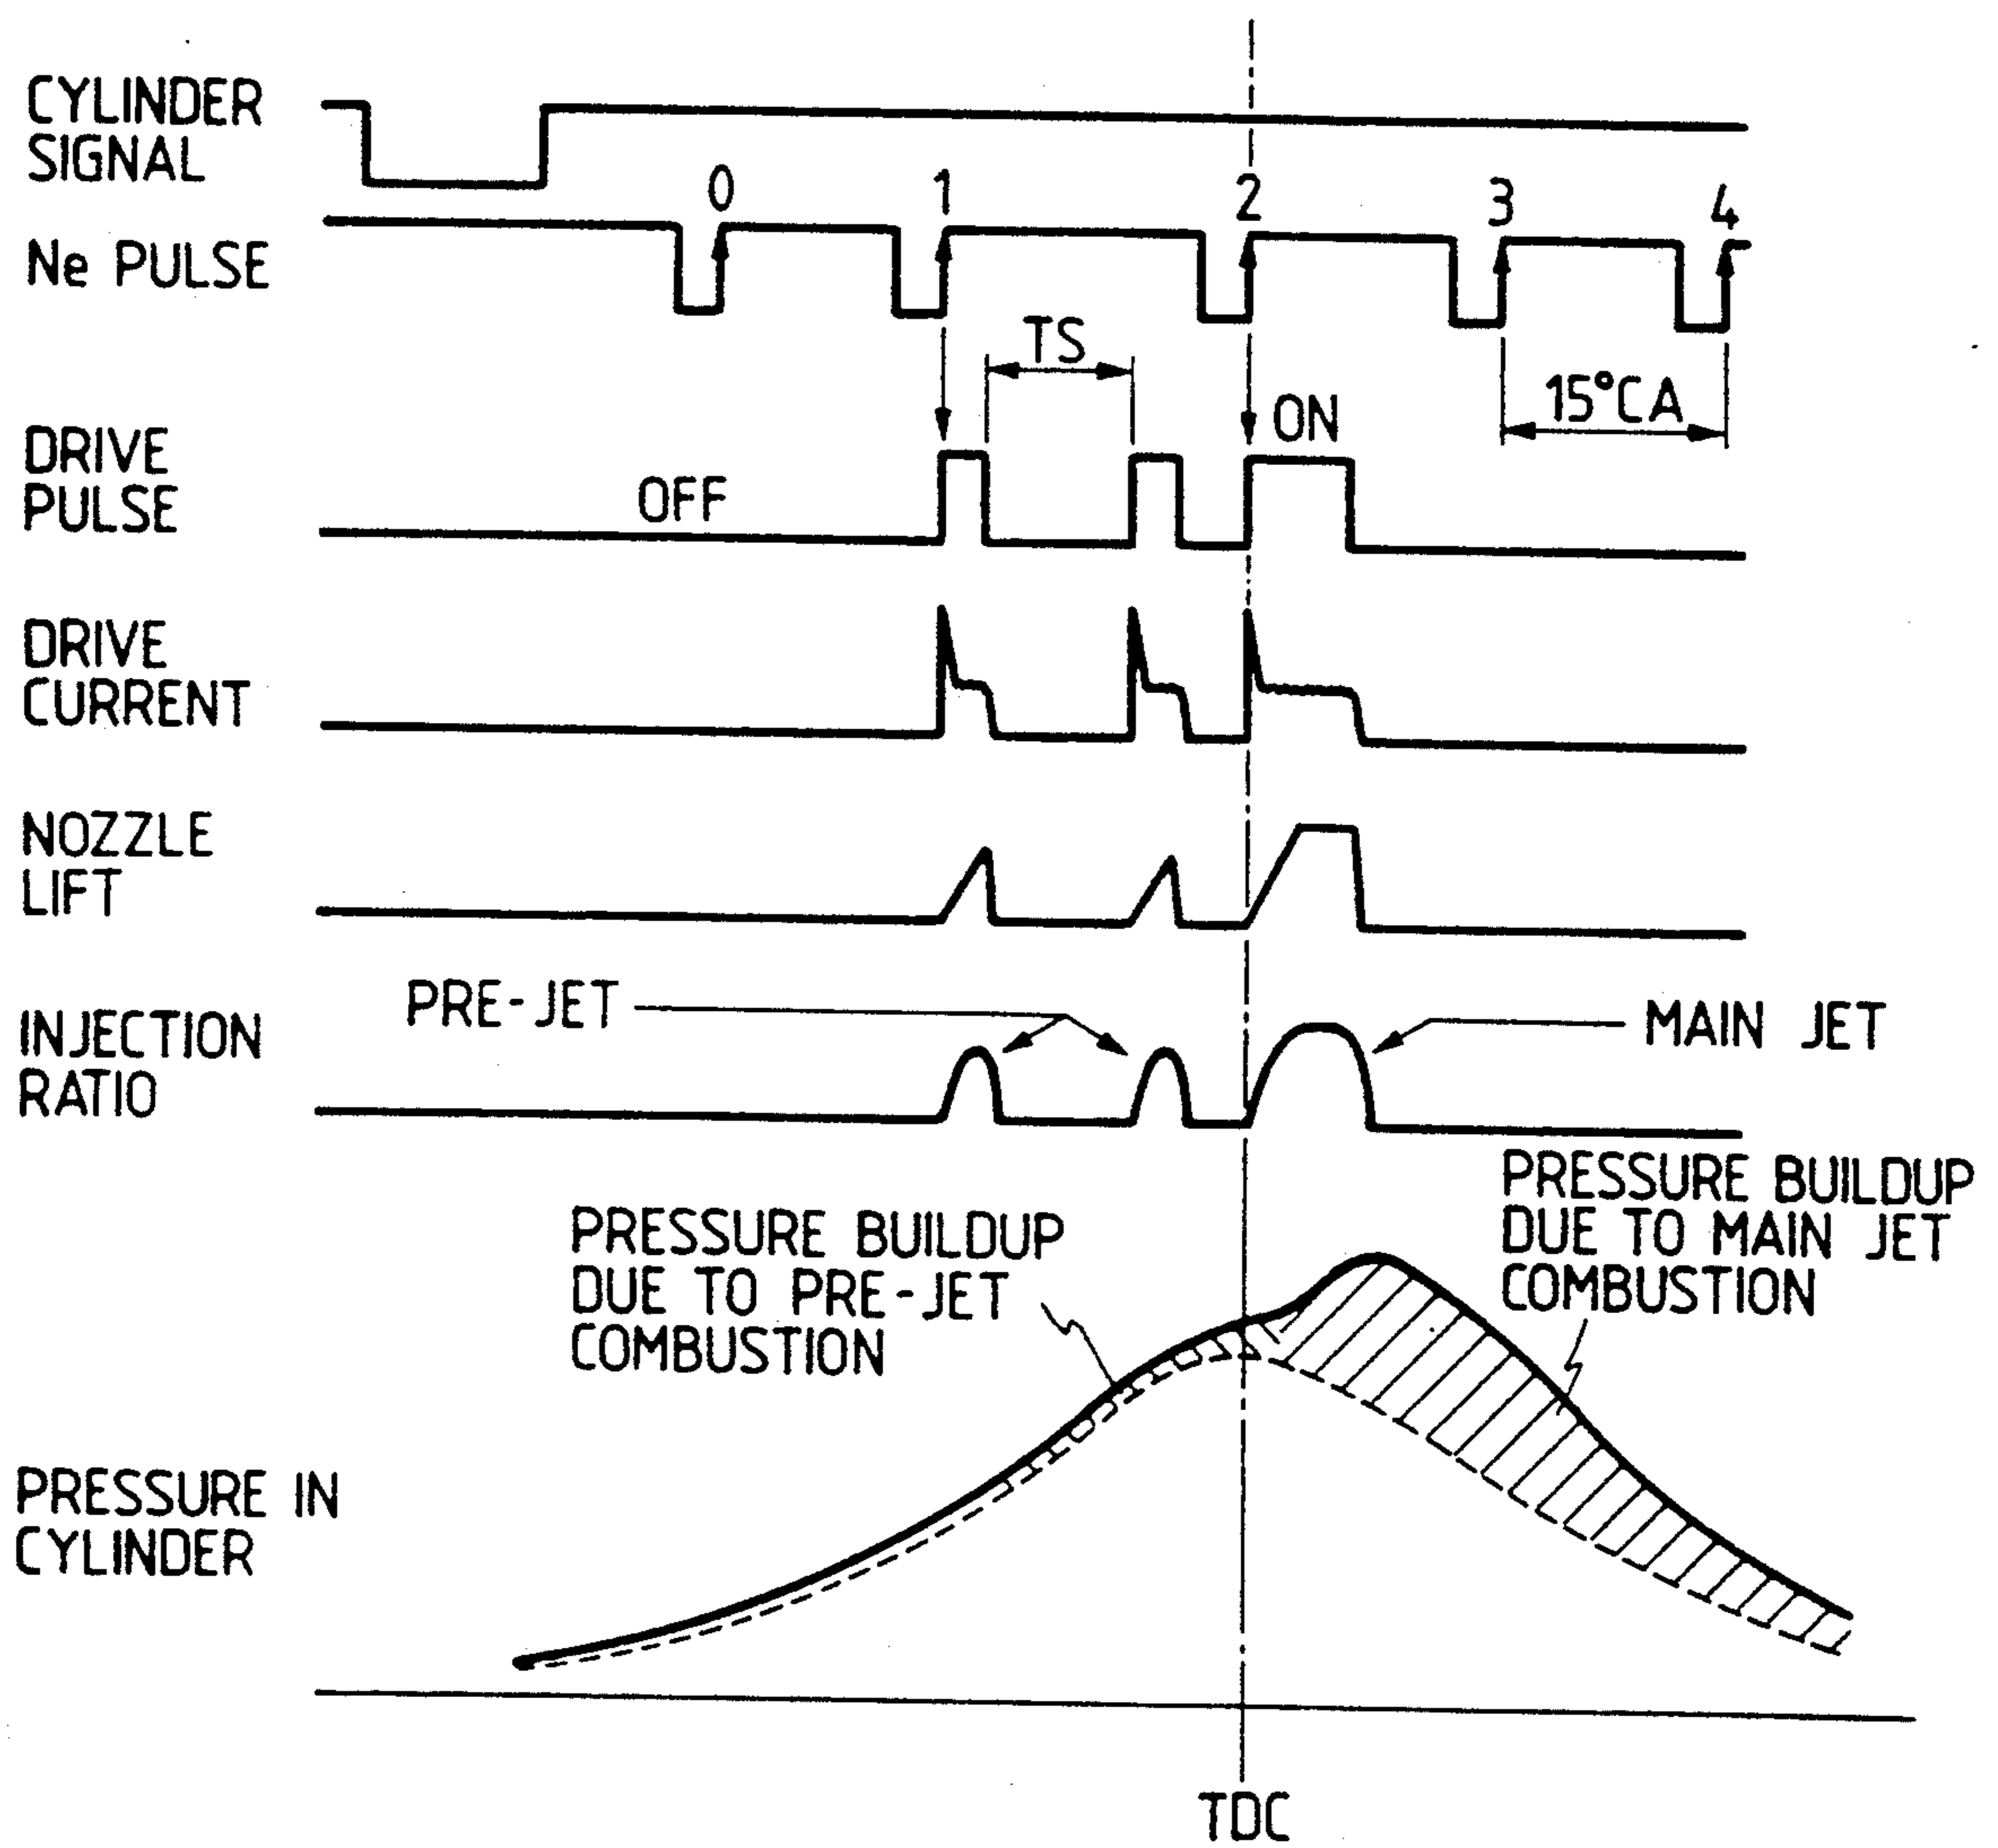 CYLINDER
SIGNAL
0
1
2
3
4
Ne PULSE
TS
15°CA
DRIVE
PULSE
OFF
ON
DRIVE
CURRENT
NOZZLE
LIFT
PRE-JET
MAIN JET
INJECTION
RATIO
PRESSURE BUILDUP
DUE TO PRE-JET
COMBUSTION
PRESSURE BUILDUP
DUE TO MAIN JET
COMBUSTION
PRESSURE IN
CYLINDER
TDC